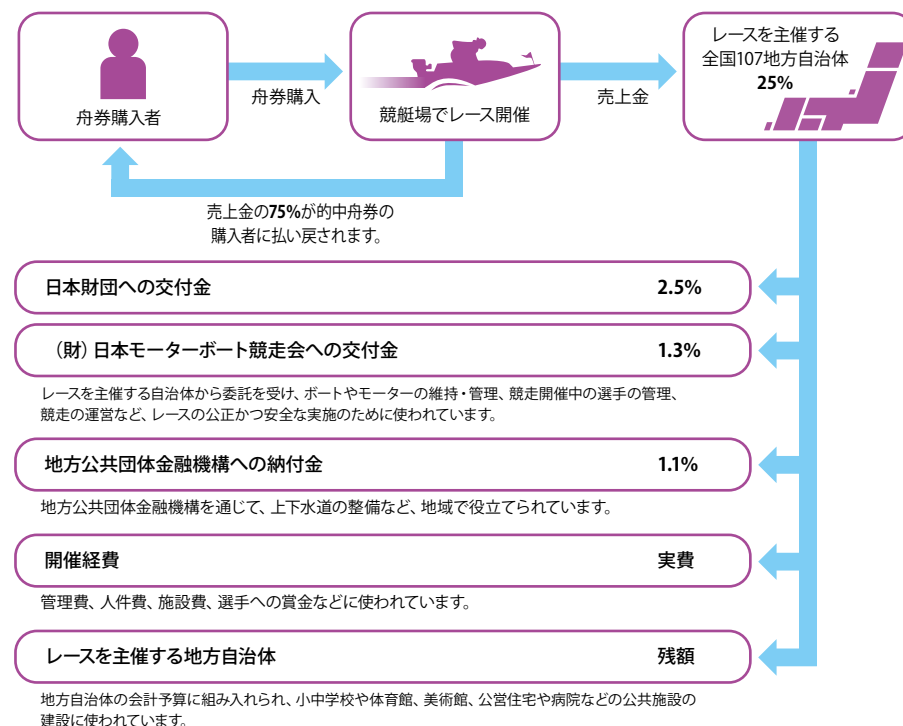 舟券購入者
舟券購入
競艇場でレース開催
売上金
レースを主催する
全国107地方自治体
25%
売上金の75%が的中舟券の
購入者に払い戻されます。
日本財団への交付金 2.5%
(財)日本モーターボート競走会への交付金 1.3%
レースを主催する自治体から委託を受け、ボートやモーターの維持・管理、競走開催中の選手の管理、
競走の運営など、レースの公正かつ安全な実施のために使われています。
地方公共団体金融機構への納付金 1.1%
地方公共団体金融機構を通じて、上下水道の整備など、地域で役立てられています。
開催経費 実費
管理費、人件費、施設費、選手への賞金などに使われています。
レースを主催する地方自治体 残額
地方自治体の会計予算に組み入れられ、小中学校や体育館、美術館、公営住宅や病院などの公共施設の
建設に使われています。